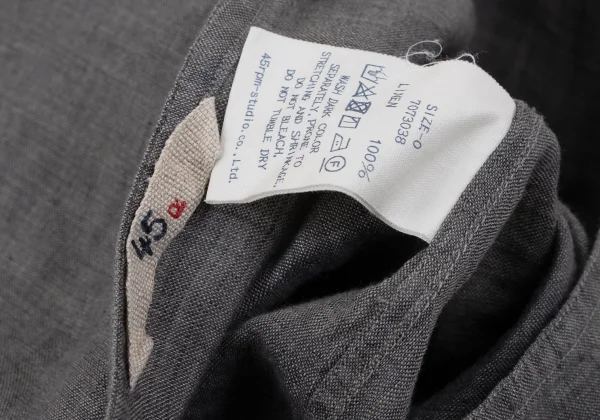 SIZE-0
7073038
LINEN 100%
WASH DARK COLOR
SEPARATELY. PRONE TO
STRETCHING AND SHRINKAGE.
DO NOT BLEACH.
DO NOT TUMBLE DRY
45rpm-studio.co.,Ltd.
45R